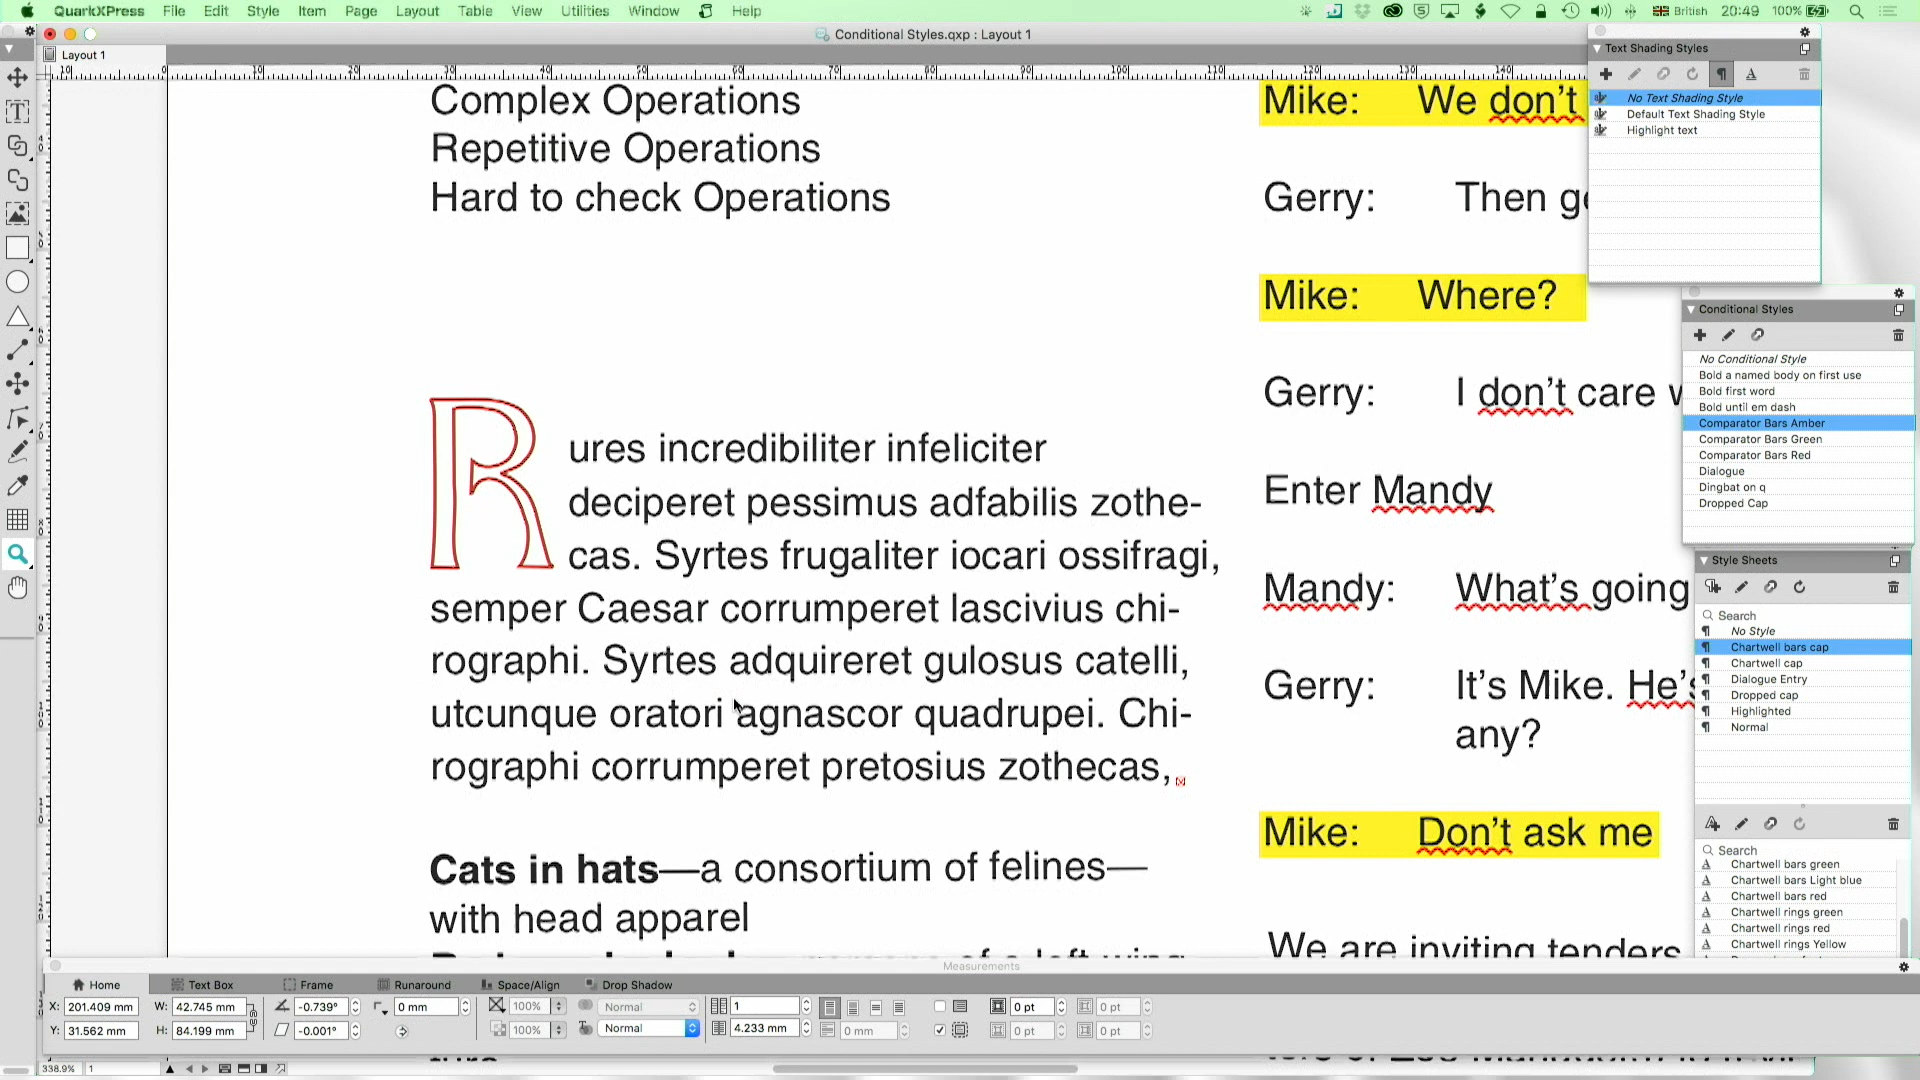 QuarkXPress File Edit Style Item Page Layout Table View Utilities Window Help
British 20:49 100%
Conditional Styles.qxp : Layout 1
Layout 1
Complex Operations
Repetitive Operations
Hard to check Operations
Rures incredibiliter infeliciter
deciperet pessimus adfabilis zothe-
cas. Syrtes frugaliter iocari ossifragi,
semper Caesar corrumperet lascivius chi-
rographi. Syrtes adquireret gulosus catelli,
utcunque oratori agnascor quadrupei. Chi-
rographi corrumperet pretosius zothecas,
Cats in hats—a consortium of felines—
with head apparel
Mike: We don't
Gerry: Then ge
Mike: Where?
Gerry: I don't care w
Enter Mandy
Mandy: What's going
Gerry: It's Mike. He's
any?
Mike: Don't ask me
We are inviting tenders
Text Shading Styles
No Text Shading Style
Default Text Shading Style
Highlight text
Conditional Styles
No Conditional Style
Bold a named body on first use
Bold first word
Bold until em dash
Comparator Bars Amber
Comparator Bars Green
Comparator Bars Red
Dialogue
Dingbat on q
Dropped Cap
Style Sheets
Search
No Style
Chartwell bars cap
Chartwell cap
Dialogue Entry
Dropped cap
Highlighted
Normal
Search
Chartwell bars green
Chartwell bars Light blue
Chartwell bars red
Chartwell rings green
Chartwell rings red
Chartwell rings Yellow
Measurements
Home Text Box Frame Runaround Space/Align Drop Shadow
X: 201.409 mm W: 42.745 mm -0.739° 0 mm 100% Normal 1 0 pt 0 pt
Y: 31.562 mm H: 84.199 mm -0.001° 100% Normal 4.233 mm 0 mm 0 pt 0 pt
338.9% 1